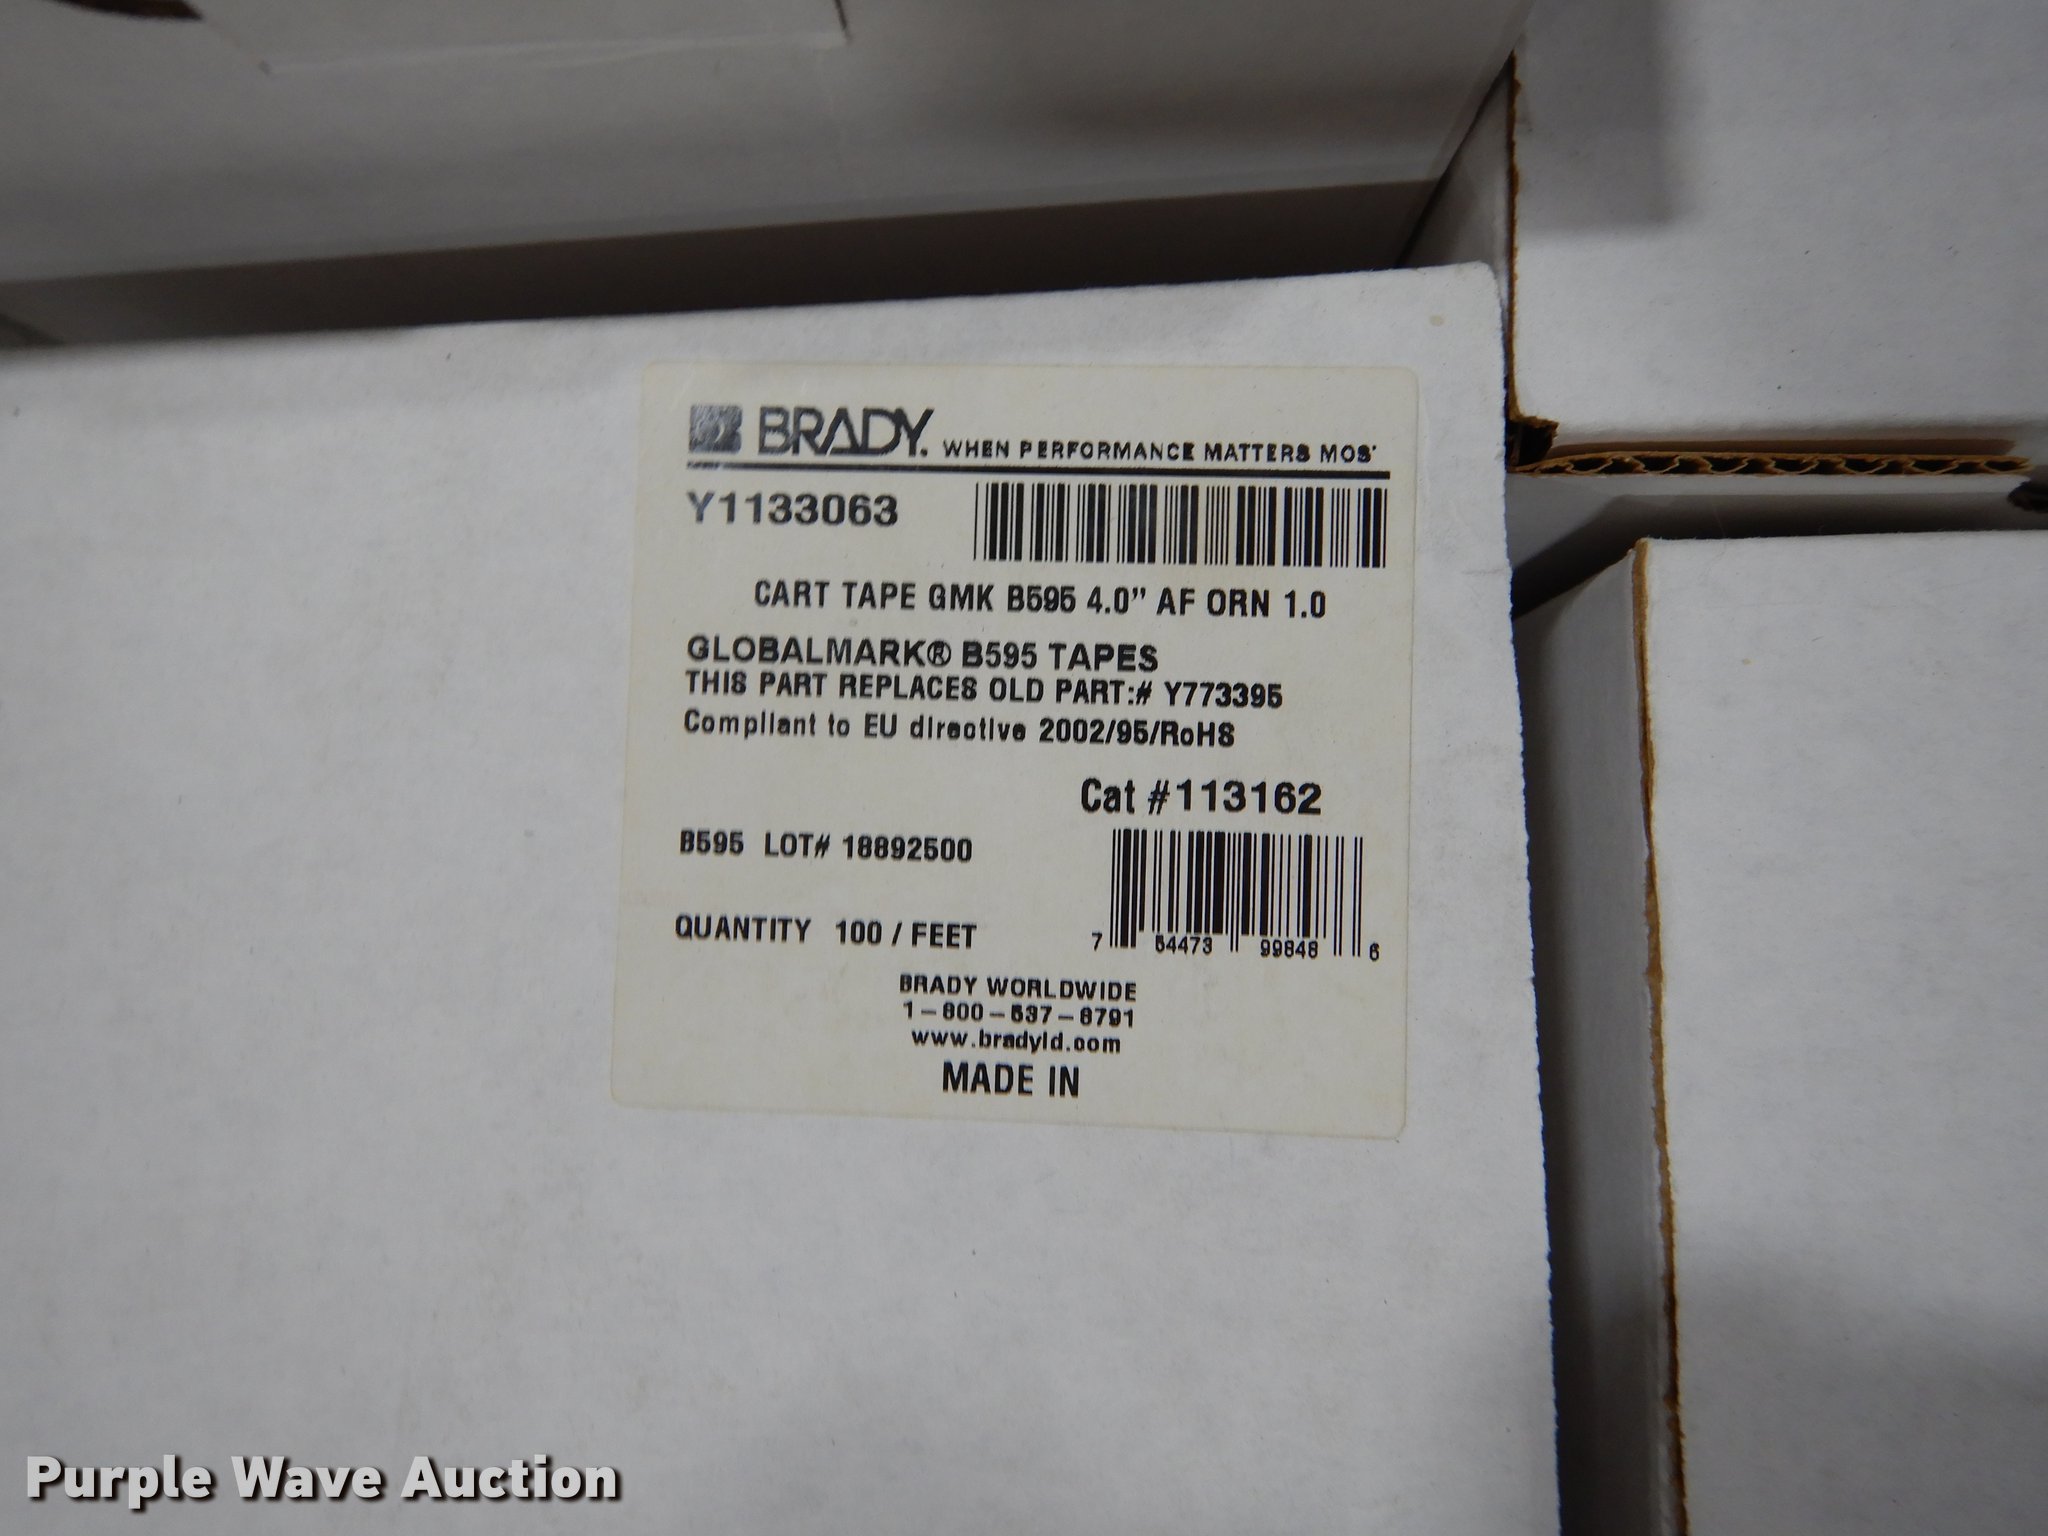 BRADY. WHEN PERFORMANCE MATTERS MOS
Y1133063
CART TAPE GMK B595 4.0" AF ORN 1.0
GLOBALMARK® B595 TAPES
THIS PART REPLACES OLD PART:# Y773395
Compliant to EU directive 2002/95/RoHS
Cat #113162
B595 LOT# 18892500
7 54473 99848 6
QUANTITY 100 / FEET
BRADY WORLDWIDE
1-800-537-8791
www.bradyid.com
MADE IN
Purple Wave Auction